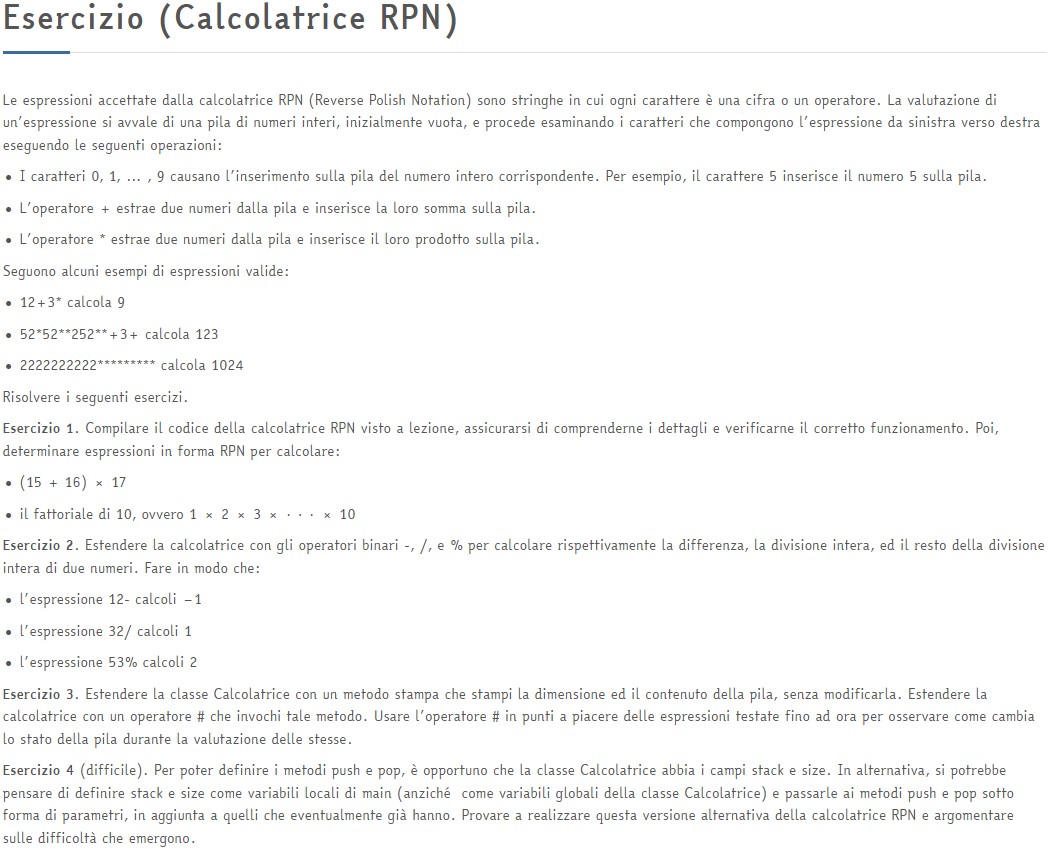 Esercizio (Calcolatrice RPN)
Le espressioni accettate dalla calcolatrice RPN (Reverse Polish Notation) sono stringhe in cui ogni carattere è una cifra o un operatore. La valutazione di
un'espressione si avvale di una pila di numeri interi, inizialmente vuota, e procede esaminando i caratteri che compongono l'espressione da sinistra verso destra
eseguendo le seguenti operazioni:
• I caratteri 0, 1, ... , 9 causano l'inserimento sulla pila del numero intero corrispondente. Per esempio, il carattere 5 inserisce il numero 5 sulla pila.
• L'operatore + estrae due numeri dalla pila e inserisce la loro somma sulla pila.
• L'operatore * estrae due numeri dalla pila e inserisce il loro prodotto sulla pila.
Seguono alcuni esempi di espressioni valide:
• 12+3* calcola 9
• 52*52**252**+3+ calcola 123
• 2222222222********* calcola 1024
Risolvere i seguenti esercizi.
Esercizio 1. Compilare il codice della calcolatrice RPN visto a lezione, assicurarsi di comprenderne i dettagli e verificarne il corretto funzionamento. Poi,
determinare espressioni in forma RPN per calcolare:
• (15 + 16) × 17
• il fattoriale di 10, ovvero 1 × 2 × 3 × · · · × 10
Esercizio 2. Estendere la calcolatrice con gli operatori binari -, /, e % per calcolare rispettivamente la differenza, la divisione intera, ed il resto della divisione
intera di due numeri. Fare in modo che:
• l'espressione 12- calcoli −1
• l'espressione 32/ calcoli 1
• l'espressione 53% calcoli 2
Esercizio 3. Estendere la classe Calcolatrice con un metodo stampa che stampi la dimensione ed il contenuto della pila, senza modificarla. Estendere la
calcolatrice con un operatore # che invochi tale metodo. Usare l'operatore # in punti a piacere delle espressioni testate fino ad ora per osservare come cambia
lo stato della pila durante la valutazione delle stesse.
Esercizio 4 (difficile). Per poter definire i metodi push e pop, è opportuno che la classe Calcolatrice abbia i campi stack e size. In alternativa, si potrebbe
pensare di definire stack e size come variabili locali di main (anziché come variabili globali della classe Calcolatrice) e passarle ai metodi push e pop sotto
forma di parametri, in aggiunta a quelli che eventualmente già hanno. Provare a realizzare questa versione alternativa della calcolatrice RPN e argomentare
sulle difficoltà che emergono.